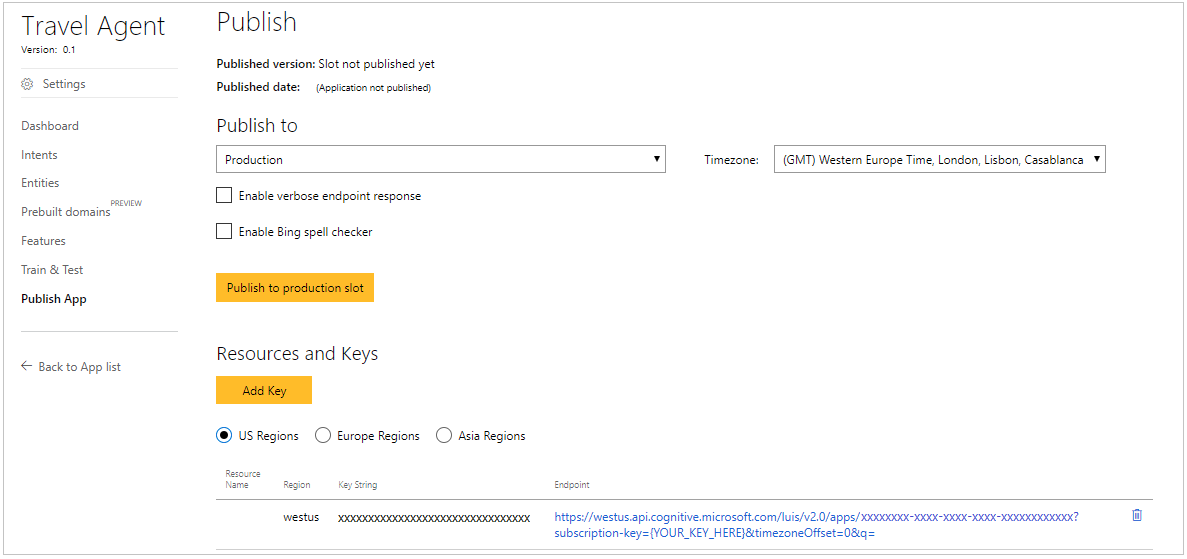 Travel Agent
Version: 0.1
Settings
Dashboard
Intents
Entities
Prebuilt domains PREVIEW
Features
Train & Test
Publish App
Back to App list
Publish
Published version: Slot not published yet
Published date: (Application not published)
Publish to
Production
Timezone: (GMT) Western Europe Time, London, Lisbon, Casablanca
Enable verbose endpoint response
Enable Bing spell checker
Publish to production slot
Resources and Keys
Add Key
US Regions Europe Regions Asia Regions
Resource
Name Region Key String Endpoint
westus xxxxxxxxxxxxxxxxxxxxxxxxxxxxxxxx https://westus.api.cognitive.microsoft.com/luis/v2.0/apps/xxxxxxxx-xxxx-xxxx-xxxx-xxxxxxxxxxxx?
subscription-key={YOUR_KEY_HERE}&timezoneOffset=0&q=